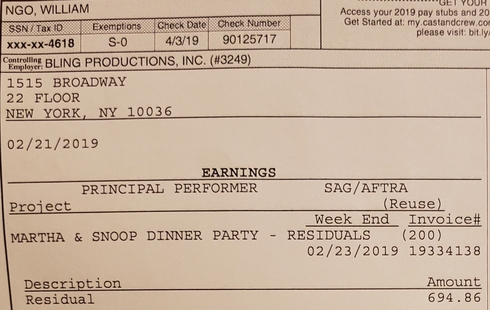 NGO, WILLIAM
SSN / Tax ID Exemptions Check Date Check Number
xxx-xx-4618 S-0 4/3/19 90125717
GET YOUR
Access your 2019 pay stubs and 20
Get Started at: my.castandcrew.co
please visit: bit.ly
Controlling Employer: BLING PRODUCTIONS, INC. (#3249)
1515 BROADWAY
22 FLOOR
NEW YORK, NY 10036
02/21/2019
EARNINGS
PRINCIPAL PERFORMER SAG/AFTRA
Project (Reuse)
Week End Invoice#
MARTHA & SNOOP DINNER PARTY - RESIDUALS (200)
02/23/2019 19334138
Description Amount
Residual 694.86